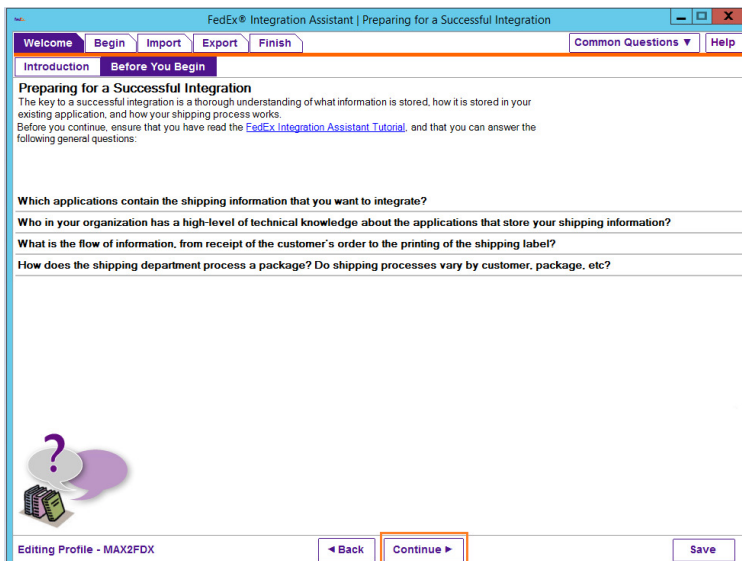 FedEx® Integration Assistant | Preparing for a Successful Integration
Welcome Begin Import Export Finish Common Questions ▼ Help
Introduction Before You Begin
Preparing for a Successful Integration
The key to a successful integration is a thorough understanding of what information is stored, how it is stored in your
existing application, and how your shipping process works.
Before you continue, ensure that you have read the FedEx Integration Assistant Tutorial, and that you can answer the
following general questions:
Which applications contain the shipping information that you want to integrate?
Who in your organization has a high-level of technical knowledge about the applications that store your shipping information?
What is the flow of information, from receipt of the customer's order to the printing of the shipping label?
How does the shipping department process a package? Do shipping processes vary by customer, package, etc?
?
Editing Profile - MAX2FDX ◄ Back Continue ► Save